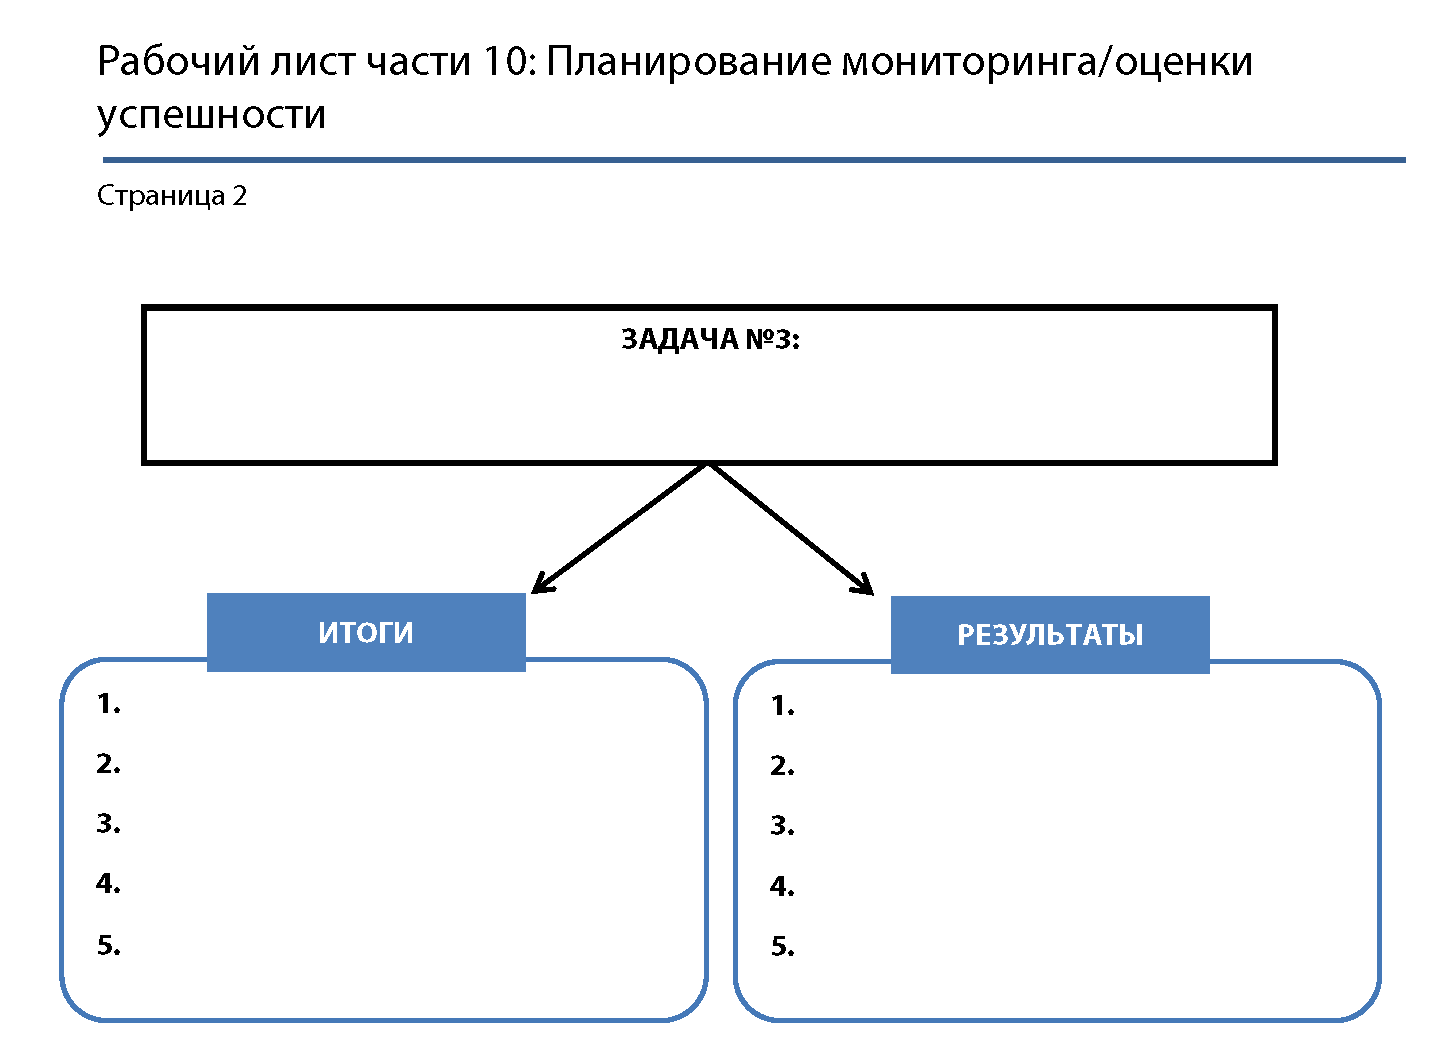 Рабочий лист части 10: Планирование мониторинга/оценки
успешности
Страница 2
ЗАДАЧА №3:
ИТОГИ
1.
2.
3.
4.
5.
РЕЗУЛЬТАТЫ
1.
2.
3.
4.
5.